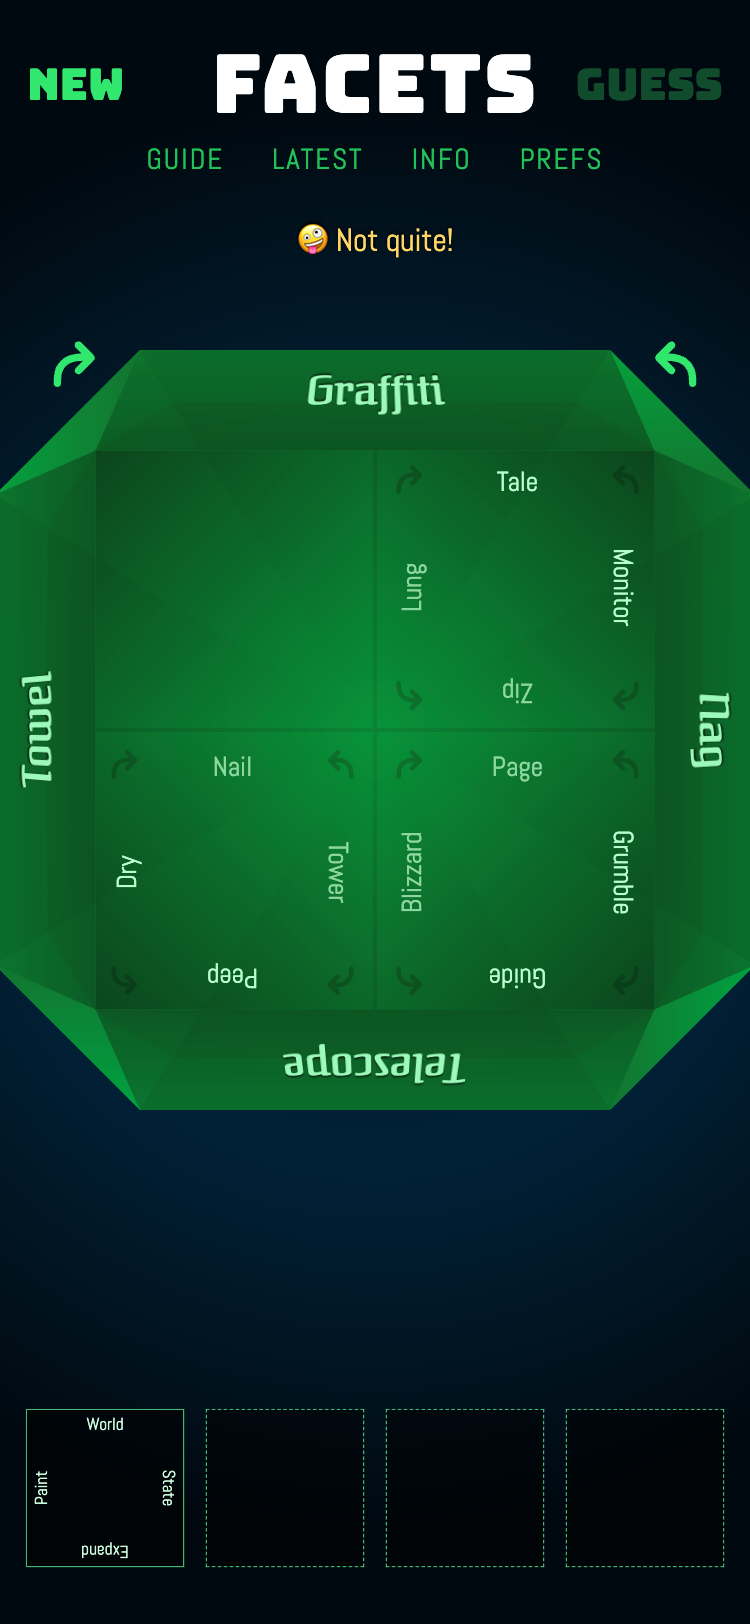 NEW
FACETS
GUESS
GUIDE
LATEST
INFO
PREFS
🤪 Not quite!
Graffiti
Tale
Lung
Monitor
Zip
Towel
Nag
Nail
Dry
Tower
Peep
Page
Blizzard
Grumble
Guide
Telescope
World
Paint
State
Expand